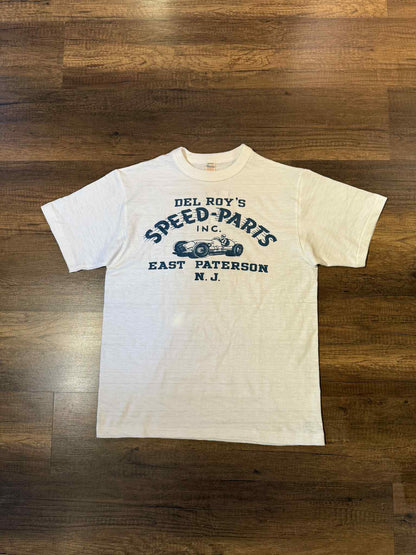 DEL ROY'S
SPEED-PARTS
INC.
EAST PATERSON
N.J.